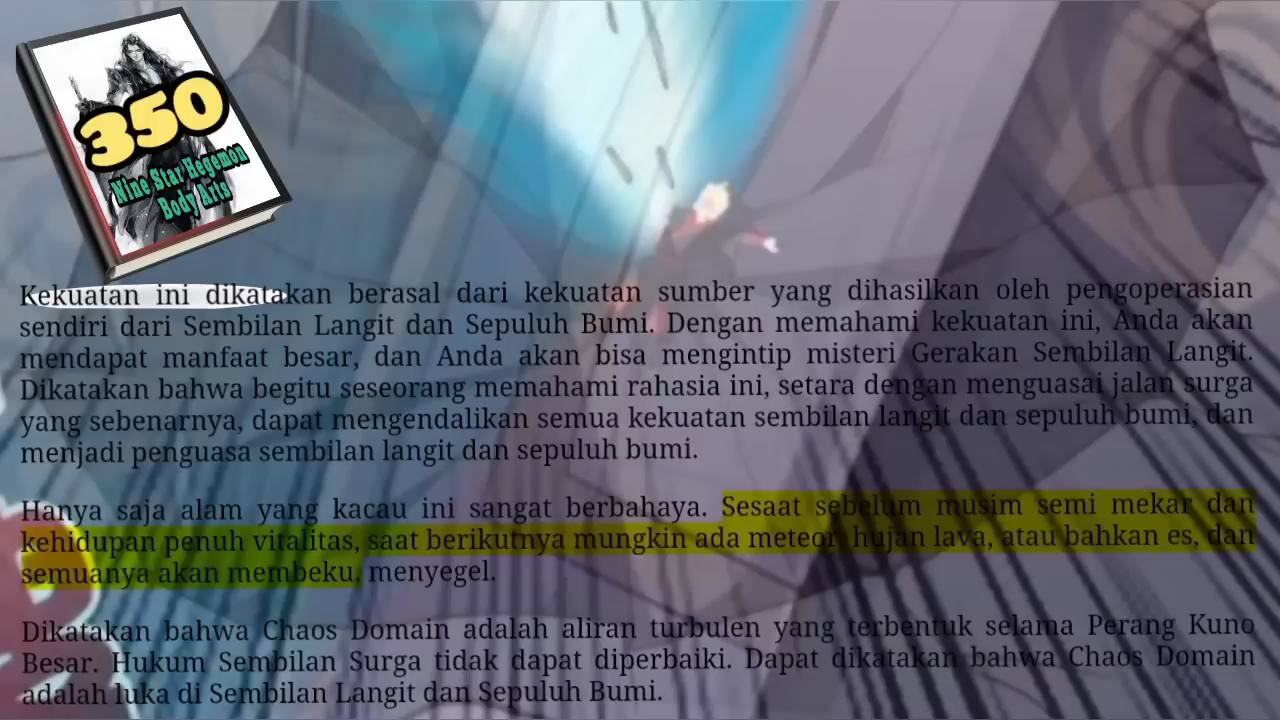 350
Nine Star Hegemon
Body Arts
Kekuatan ini dikatakan berasal dari kekuatan sumber yang dihasilkan oleh pengoperasian
sendiri dari Sembilan Langit dan Sepuluh Bumi. Dengan memahami kekuatan ini, Anda akan
mendapat manfaat besar, dan Anda akan bisa mengintip misteri Gerakan Sembilan Langit.
Dikatakan bahwa begitu seseorang memahami rahasia ini, setara dengan menguasai jalan surga
yang sebenarnya, dapat mengendalikan semua kekuatan sembilan langit dan sepuluh bumi, dan
menjadi penguasa sembilan langit dan sepuluh bumi.
Hanya saja alam yang kacau ini sangat berbahaya. Sesaat sebelum musim semi mekar dan
kehidupan penuh vitalitas, saat berikutnya mungkin ada meteor, hujan lava, atau bahkan es, dan
semuanya akan membeku. menyegel.
Dikatakan bahwa Chaos Domain adalah aliran turbulen yang terbentuk selama Perang Kuno
Besar. Hukum Sembilan Surga tidak dapat diperbaiki. Dapat dikatakan bahwa Chaos Domain
adalah luka di Sembilan Langit dan Sepuluh Bumi.